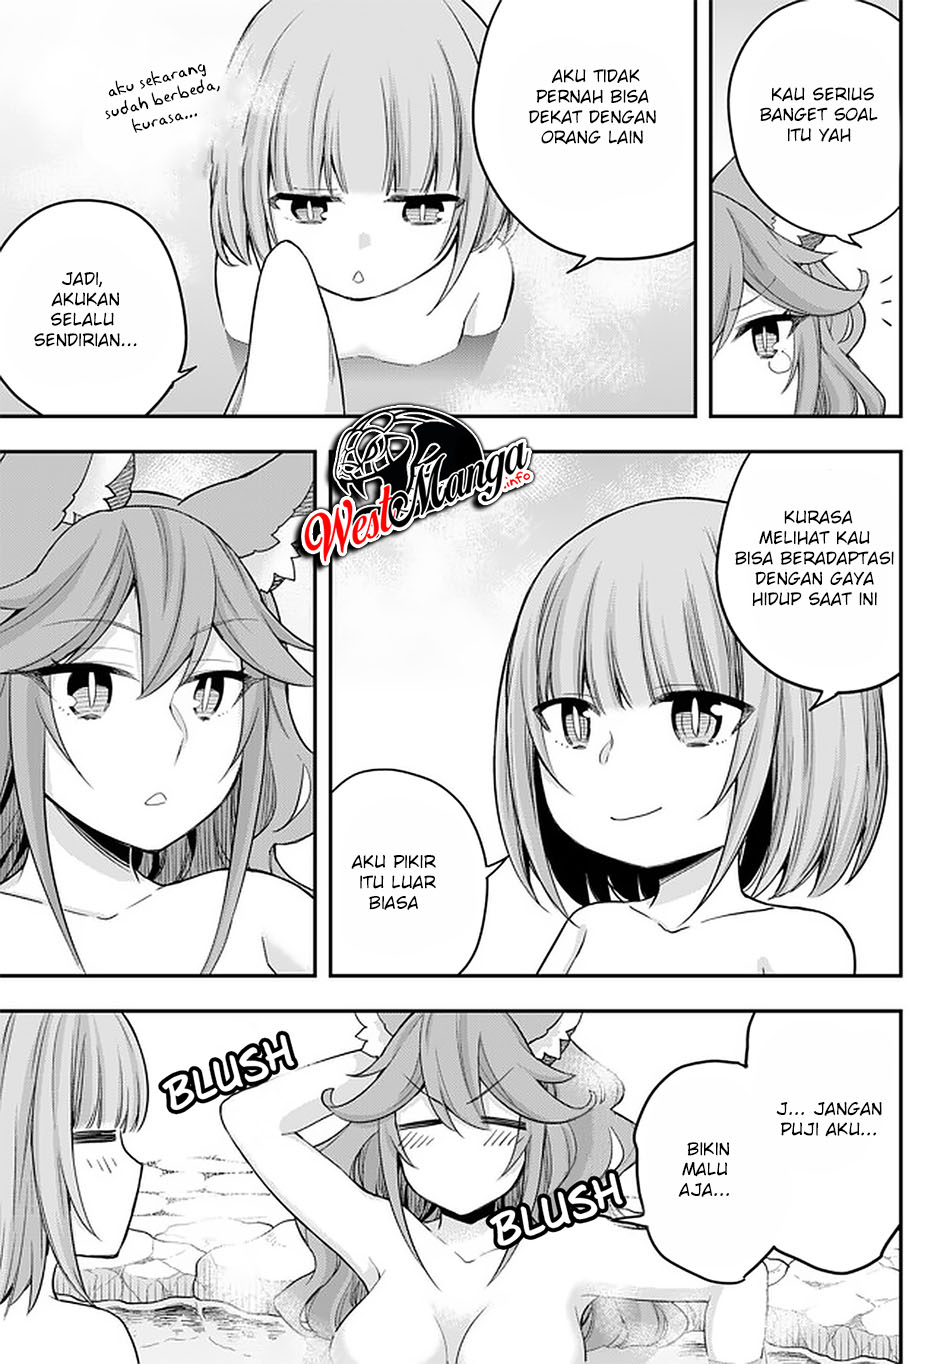 KAU SERIUS
BANGET SOAL
ITU YAH
AKU TIDAK
PERNAH BISA
DEKAT DENGAN
ORANG LAIN
aku sekarang
sudah berbeda,
kurasa...
JADI,
AKUKAN
SELALU
SENDIRIAN...
WestManga
.info
KURASA
MELIHAT KAU
BISA BERADAPTASI
DENGAN GAYA
HIDUP SAAT INI
AKU PIKIR
ITU LUAR
BIASA
J... JANGAN
PUJI AKU...
BIKIN
MALU
AJA...
BLUSH
BLUSH